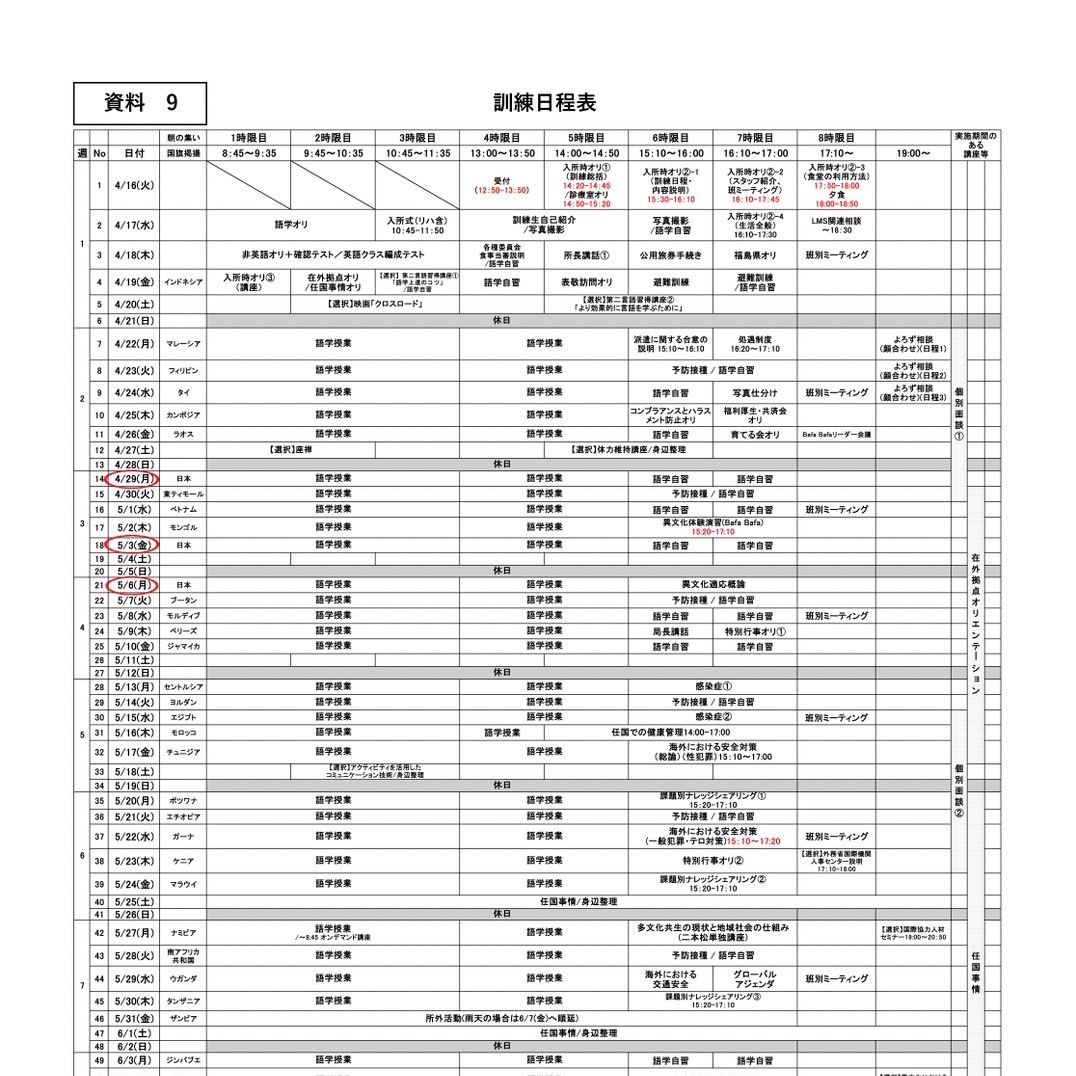 資料 9
訓練日程表
朝の集い 1時限目 2時限目 3時限目 4時限目 5時限目 6時限目 7時限目 8時限目 実施期間の
ある
講座等
週 No 日付 国旗掲揚 8:45～9:35 9:45～10:35 10:45～11:35 13:00～13:50 14:00～14:50 15:10～16:00 16:10～17:00 17:10～ 19:00～
1
1 4/16(火) 受付
(12:50-13:50) 入所時オリ①
(訓練総括)
14:20-14:45
/診療室オリ
14:50-15:20 入所時オリ②-1
(訓練日程・
内容説明)
15:30-16:10 入所時オリ②-2
(スタッフ紹介、
班ミーティング)
16:10-17:45 入所時オリ②-3
(食堂の利用方法)
17:50-18:00
夕食
18:00-18:50
2 4/17(水) 語学オリ 入所式(リハ含)
10:45-11:50 訓練生自己紹介
/写真撮影 写真撮影
/語学自習 入所時オリ②-4
(生活全般)
16:10-17:30 LMS関連相談
～18:30
3 4/18(木) 非英語オリ＋確認テスト／英語クラス編成テスト 各種委員会
食事当番説明
/語学自習 所長講話① 公用旅券手続き 福島県オリ 班別ミーティング
4 4/19(金) インドネシア 入所時オリ③
(講座) 在外拠点オリ
/任国事情オリ 【選択】第二言語習得講座①
「語学上達のコツ」
/語学自習 語学自習 表敬訪問オリ 避難訓練 避難訓練
/語学自習
5 4/20(土) 【選択】映画「クロスロード」 【選択】第二言語習得講座②
「より効果的に言語を学ぶために」
6 4/21(日) 休日
2
7 4/22(月) マレーシア 語学授業 語学授業 派遣に関する合意の
説明 15:10～16:10 処遇制度
16:20～17:10 よろず相談
(顔合わせ)(日程1)
8 4/23(火) フィリピン 語学授業 語学授業 予防接種 / 語学自習 よろず相談
(顔合わせ)(日程2)
9 4/24(水) タイ 語学授業 語学授業 語学自習 写真仕分け 班別ミーティング よろず相談
(顔合わせ)(日程3)
10 4/25(木) カンボジア 語学授業 語学授業 コンプライアンスとハラス
メント防止オリ 福利厚生・共済会
オリ
11 4/26(金) ラオス 語学授業 語学授業 語学自習 育てる会オリ Bafa Bafaリーダー会議
12 4/27(土) 【選択】座禅 【選択】体力維持講座/身辺整理
13 4/28(日) 休日
個別面談①
3
14 4/29(月) 日本 語学授業 語学授業 語学自習 語学自習
15 4/30(火) 東ティモール 語学授業 語学授業 予防接種 / 語学自習
16 5/1(水) ベトナム 語学授業 語学授業 語学自習 語学自習 班別ミーティング
17 5/2(木) モンゴル 語学授業 語学授業 異文化体験演習(Bafa Bafa)
15:20-17:10
18 5/3(金) 日本 語学授業 語学授業 語学自習 語学自習
19 5/4(土)
20 5/5(日) 休日
4
21 5/6(月) 日本 語学授業 語学授業 異文化適応概論
22 5/7(火) ブータン 語学授業 語学授業 予防接種 / 語学自習
23 5/8(水) モルディブ 語学授業 語学授業 語学自習 語学自習 班別ミーティング
24 5/9(木) ベリーズ 語学授業 語学授業 局長講話 特別行事オリ①
25 5/10(金) ジャマイカ 語学授業 語学授業 語学自習 語学自習
26 5/11(土)
27 5/12(日) 休日
在外拠点オリエンテーション
5
28 5/13(月) セントルシア 語学授業 語学授業 感染症①
29 5/14(火) ヨルダン 語学授業 語学授業 予防接種 / 語学自習
30 5/15(水) エジプト 語学授業 語学授業 感染症② 班別ミーティング
31 5/16(木) モロッコ 語学授業 語学授業 任国での健康管理14:00-17:00
32 5/17(金) チュニジア 語学授業 語学授業 海外における安全対策
(総論)(性犯罪)15:10～17:00
33 5/18(土) 【選択】アクティビティを活用した
コミュニケーション技術/身辺整理
34 5/19(日) 休日
個別面談②
6
35 5/20(月) ボツワナ 語学授業 語学授業 課題別ナレッジシェアリング①
15:20-17:10
36 5/21(火) エチオピア 語学授業 語学授業 予防接種 / 語学自習
37 5/22(水) ガーナ 語学授業 語学授業 海外における安全対策
(一般犯罪・テロ対策)15:10～17:20 班別ミーティング
38 5/23(木) ケニア 語学授業 語学授業 特別行事オリ② 【選択】外務省国際機関
人事センター説明
17:10-18:00
39 5/24(金) マラウイ 語学授業 語学授業 課題別ナレッジシェアリング②
15:20-17:10
40 5/25(土) 任国事情/身辺整理
41 5/26(日) 休日
7
42 5/27(月) ナミビア 語学授業
/～8:45 オンデマンド講座 語学授業 多文化共生の現状と地域社会の仕組み
(二本松単独講座) 【選択】国際協力人材
セミナー19:00～20:50
43 5/28(火) 南アフリカ
共和国 語学授業 語学授業 予防接種 / 語学自習
44 5/29(水) ウガンダ 語学授業 語学授業 海外における
交通安全 グローバル
アジェンダ 班別ミーティング
45 5/30(木) タンザニア 語学授業 語学授業 課題別ナレッジシェアリング③
15:20-17:10
46 5/31(金) ザンビア 所外活動(雨天の場合は6/7(金)へ順延)
47 6/1(土) 任国事情/身辺整理
48 6/2(日) 休日
任国事情
49 6/3(月) ジンバブエ 語学授業 語学授業 語学自習 語学自習